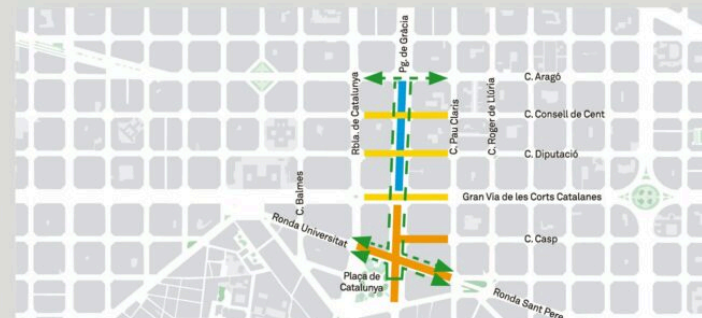 Pg. de Gràcia
Rbla. de Catalunya
C. Pau Claris
C. Roger de Llúria
C. Aragó
C. Consell de Cent
C. Diputació
C. Balmes
Gran Via de les Corts Catalanes
Ronda Universitat
C. Casp
Plaça de
Catalunya
Ronda Sant Pere